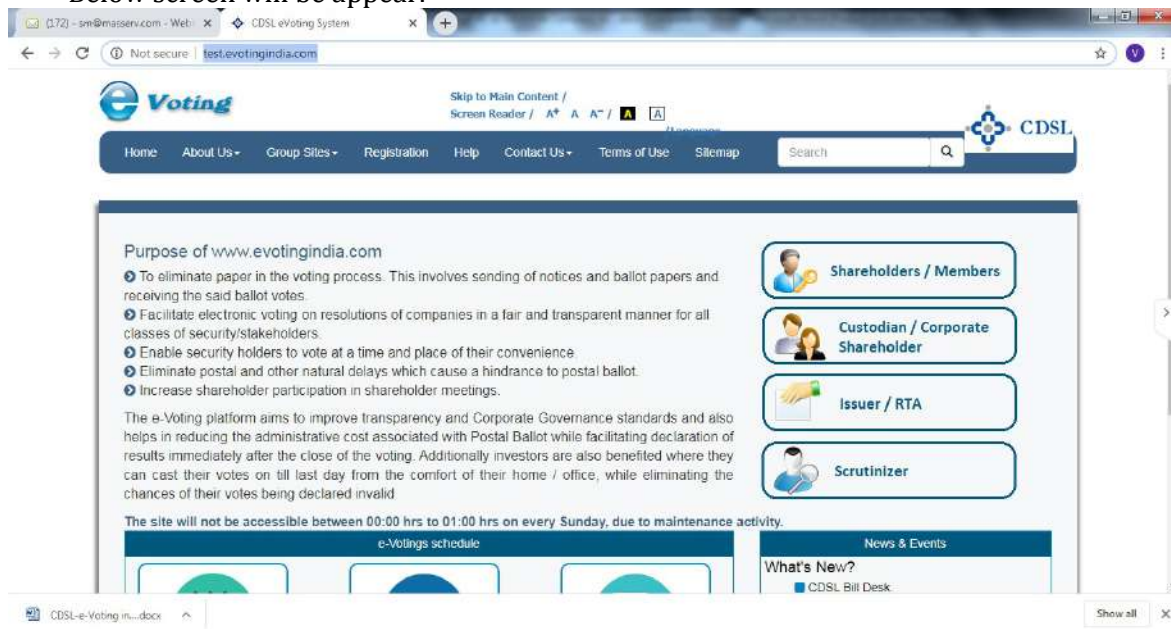 Below screen will be appear.
(172) - sm@masserv.com - Web
CDSL eVoting System
Not secure | test.evotingindia.com
V
e Voting
Skip to Main Content /
Screen Reader / A+ A A- / A A
CDSL
Home About Us Group Sites Registration Help Contact Us Terms of Use Sitemap Search
Purpose of www.evotingindia.com
To eliminate paper in the voting process. This involves sending of notices and ballot papers and
receiving the said ballot votes.
Facilitate electronic voting on resolutions of companies in a fair and transparent manner for all
classes of security/stakeholders.
Enable security holders to vote at a time and place of their convenience.
Eliminate postal and other natural delays which cause a hindrance to postal ballot.
Increase shareholder participation in shareholder meetings.
The e-Voting platform aims to improve transparency and Corporate Governance standards and also
helps in reducing the administrative cost associated with Postal Ballot while facilitating declaration of
results immediately after the close of the voting. Additionally investors are also benefited where they
can cast their votes on till last day from the comfort of their home / office, while eliminating the
chances of their votes being declared invalid
Shareholders / Members
Custodian / Corporate
Shareholder
Issuer / RTA
Scrutinizer
The site will not be accessible between 00:00 hrs to 01:00 hrs on every Sunday, due to maintenance activity.
e-Votings schedule
News & Events
What's New?
CDSL Bill Desk
CDSL-e-Voting in....docx
Show all